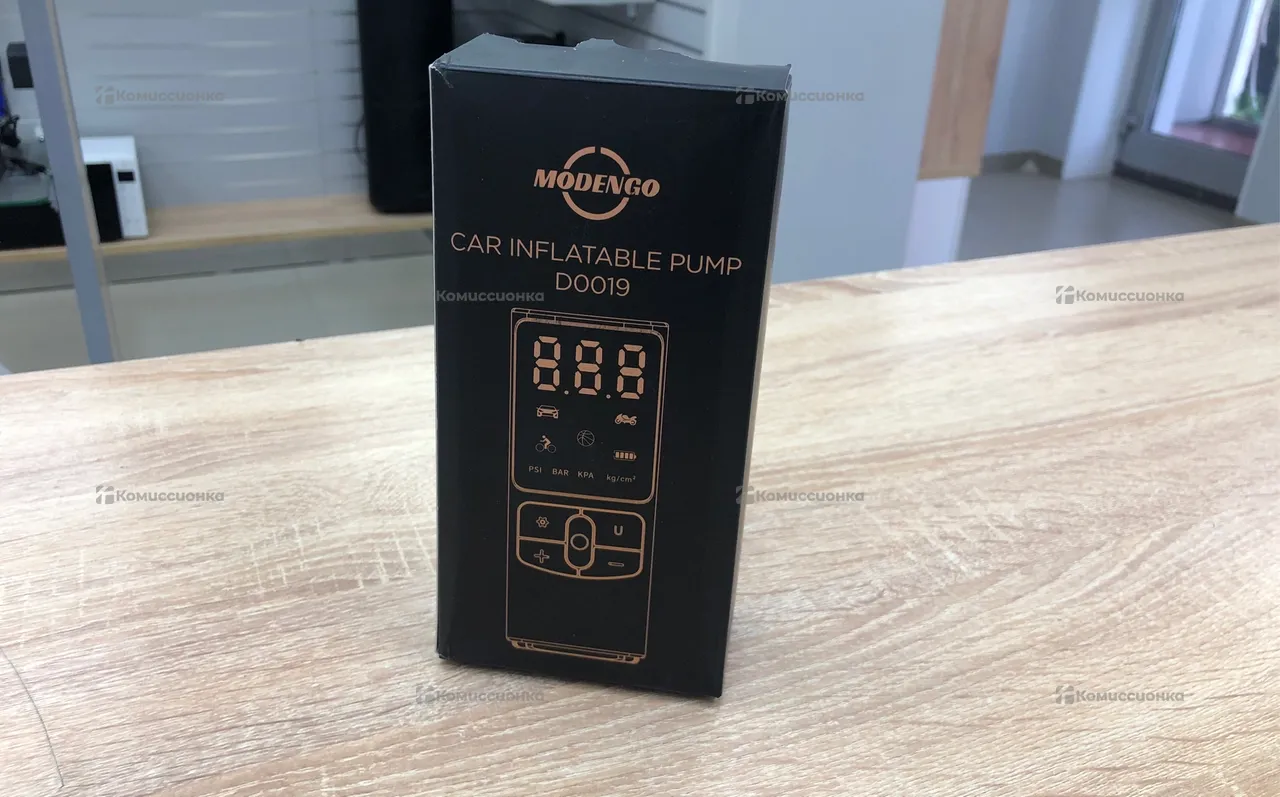 MODENGO
CAR INFLATABLE PUMP
D0019
8.8.8
PSI BAR KPA kg/cm²
U
Комиссионка
Комиссионка
Комиссионка
Комиссионка
Комиссионка
Комиссионка
Комиссионка
Комиссионка